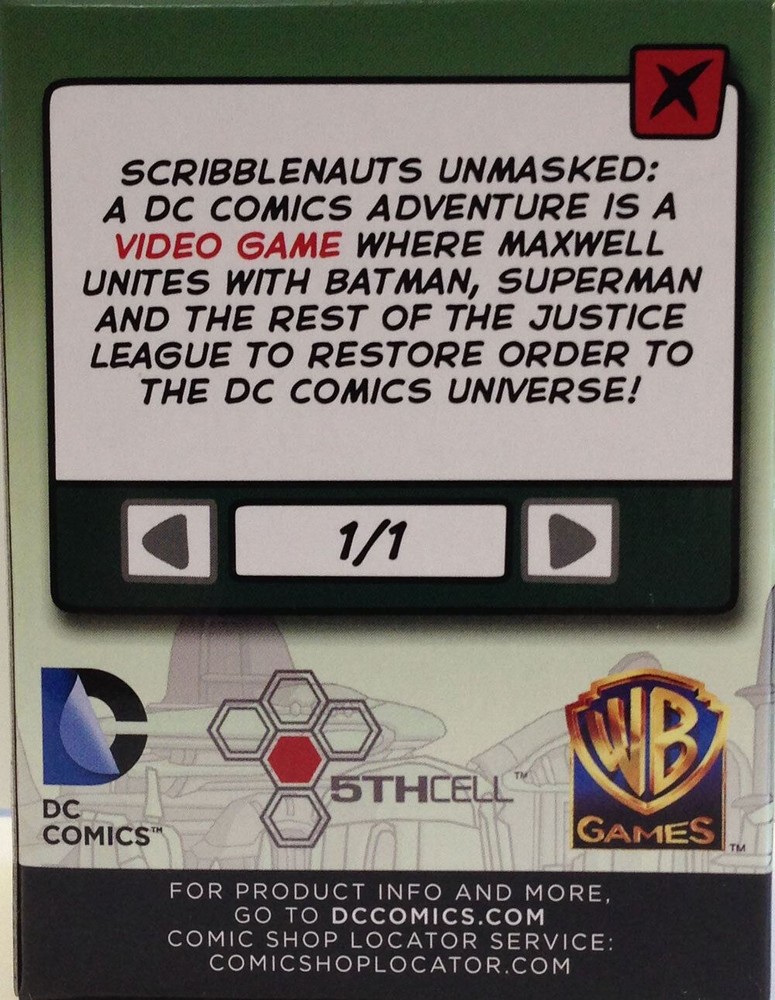 SCRIBBLENAUTS UNMASKED:
A DC COMICS ADVENTURE IS A
VIDEO GAME WHERE MAXWELL
UNITES WITH BATMAN, SUPERMAN
AND THE REST OF THE JUSTICE
LEAGUE TO RESTORE ORDER TO
THE DC COMICS UNIVERSE!
1/1
DC
COMICS™
5THCELL™
WB
GAMES™
FOR PRODUCT INFO AND MORE,
GO TO DCCOMICS.COM
COMIC SHOP LOCATOR SERVICE:
COMICSHOPLOCATOR.COM